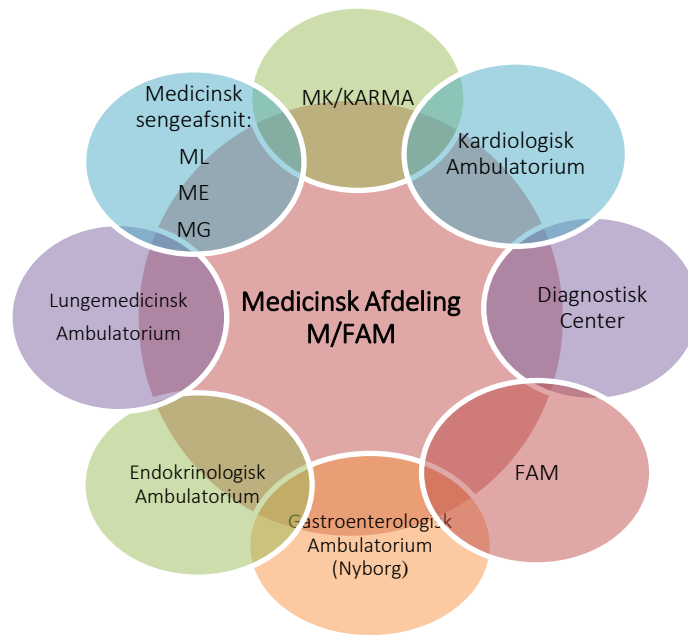 MK/KARMA
Kardiologisk
Ambulatorium
Diagnostisk
Center
FAM
Gastroenterologisk
Ambulatorium
(Nyborg)
Endokrinologisk
Ambulatorium
Lungemedicinsk
Ambulatorium
Medicinsk
sengeafsnit:
ML
ME
MG
Medicinsk Afdeling
M/FAM